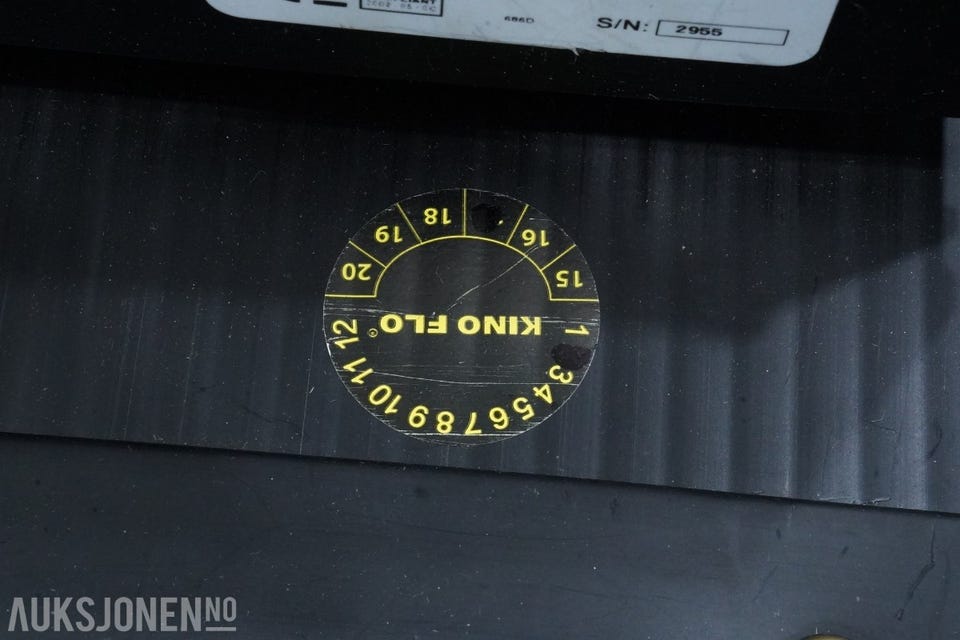 686D
S/N: 2955
15 16 18 19 20
KINO FLO®
1 3 4 5 6 7 8 9 10 11 12
AUKSJONEN NO